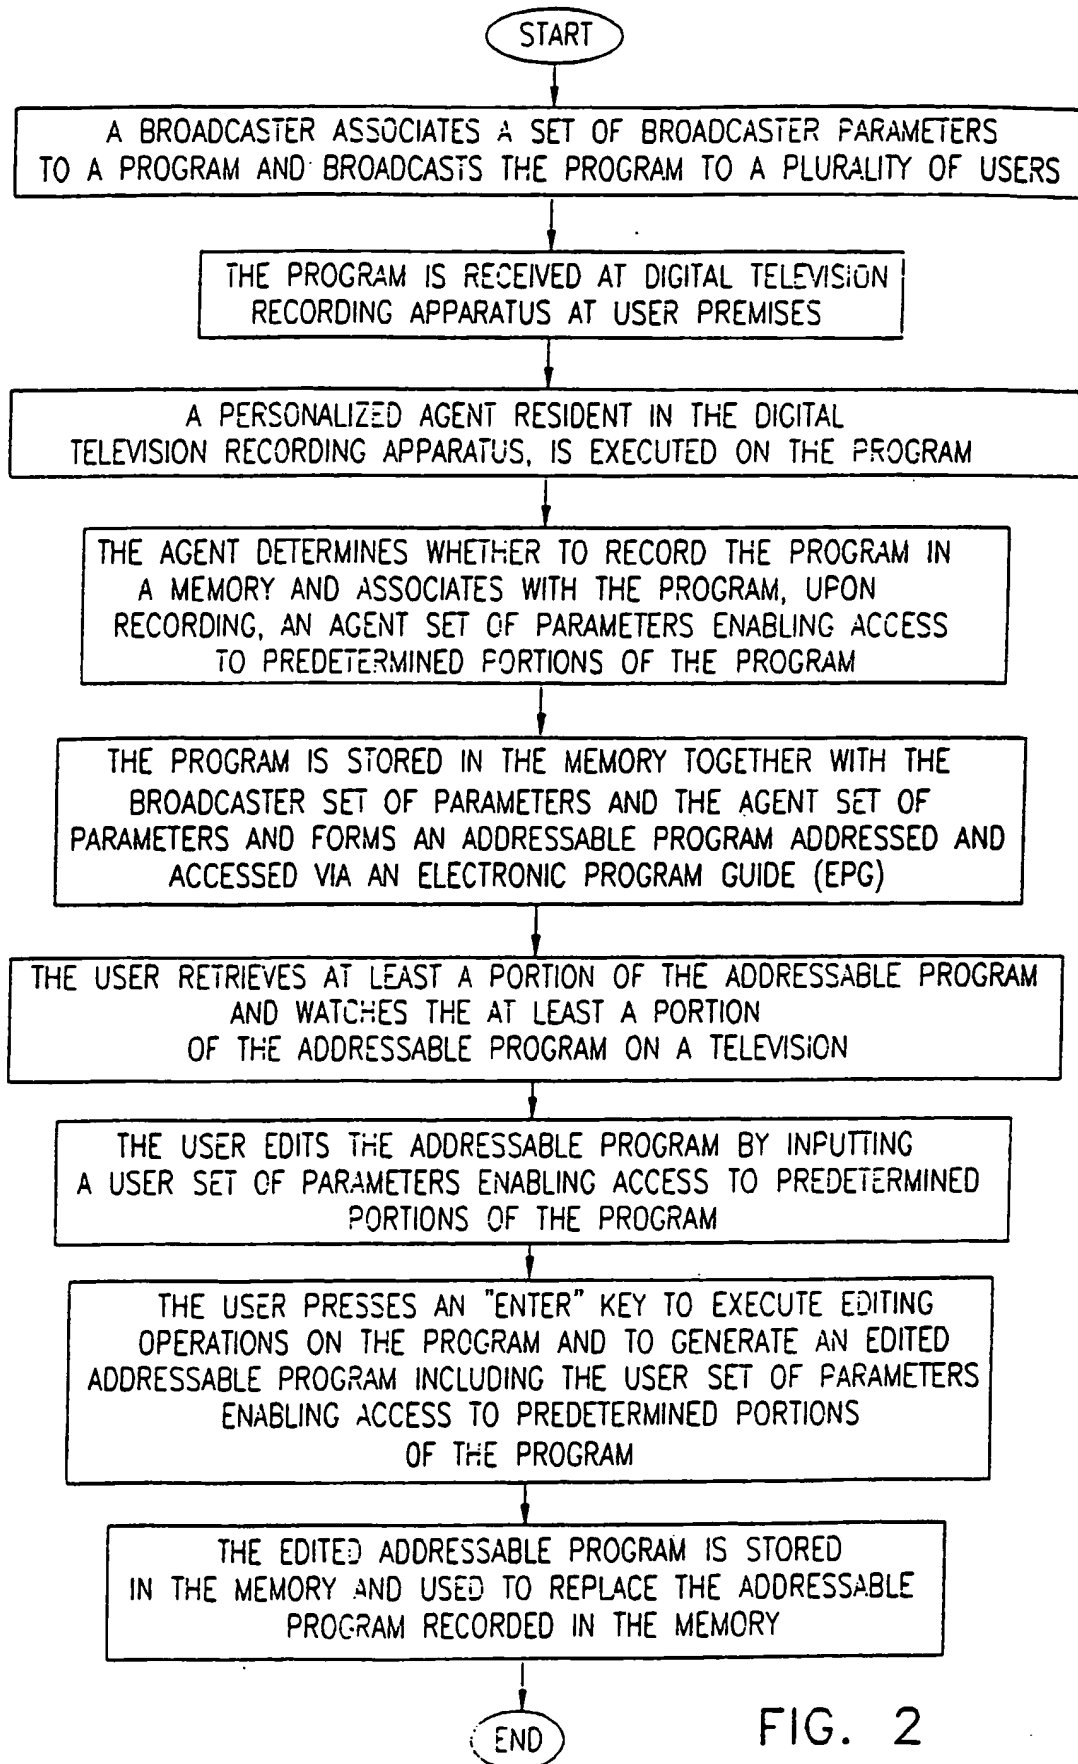 START
A BROADCASTER ASSOCIATES A SET OF BROADCASTER PARAMETERS
TO A PROGRAM AND BROADCASTS THE PROGRAM TO A PLURALITY OF USERS
THE PROGRAM IS RECEIVED AT DIGITAL TELEVISION
RECORDING APPARATUS AT USER PREMISES
A PERSONALIZED AGENT RESIDENT IN THE DIGITAL
TELEVISION RECORDING APPARATUS, IS EXECUTED ON THE PROGRAM
THE AGENT DETERMINES WHETHER TO RECORD THE PROGRAM IN
A MEMORY AND ASSOCIATES WITH THE PROGRAM, UPON
RECORDING, AN AGENT SET OF PARAMETERS ENABLING ACCESS
TO PREDETERMINED PORTIONS OF THE PROGRAM
THE PROGRAM IS STORED IN THE MEMORY TOGETHER WITH THE
BROADCASTER SET OF PARAMETERS AND THE AGENT SET OF
PARAMETERS AND FORMS AN ADDRESSABLE PROGRAM ADDRESSED AND
ACCESSED VIA AN ELECTRONIC PROGRAM GUIDE (EPG)
THE USER RETRIEVES AT LEAST A PORTION OF THE ADDRESSABLE PROGRAM
AND WATCHES THE AT LEAST A PORTION
OF THE ADDRESSABLE PROGRAM ON A TELEVISION
THE USER EDITS THE ADDRESSABLE PROGRAM BY INPUTTING
A USER SET OF PARAMETERS ENABLING ACCESS TO PREDETERMINED
PORTIONS OF THE PROGRAM
THE USER PRESSES AN "ENTER" KEY TO EXECUTE EDITING
OPERATIONS ON THE PROGRAM AND TO GENERATE AN EDITED
ADDRESSABLE PROGRAM INCLUDING THE USER SET OF PARAMETERS
ENABLING ACCESS TO PREDETERMINED PORTIONS
OF THE PROGRAM
THE EDITED ADDRESSABLE PROGRAM IS STORED
IN THE MEMORY AND USED TO REPLACE THE ADDRESSABLE
PROGRAM RECORDED IN THE MEMORY
END
FIG. 2